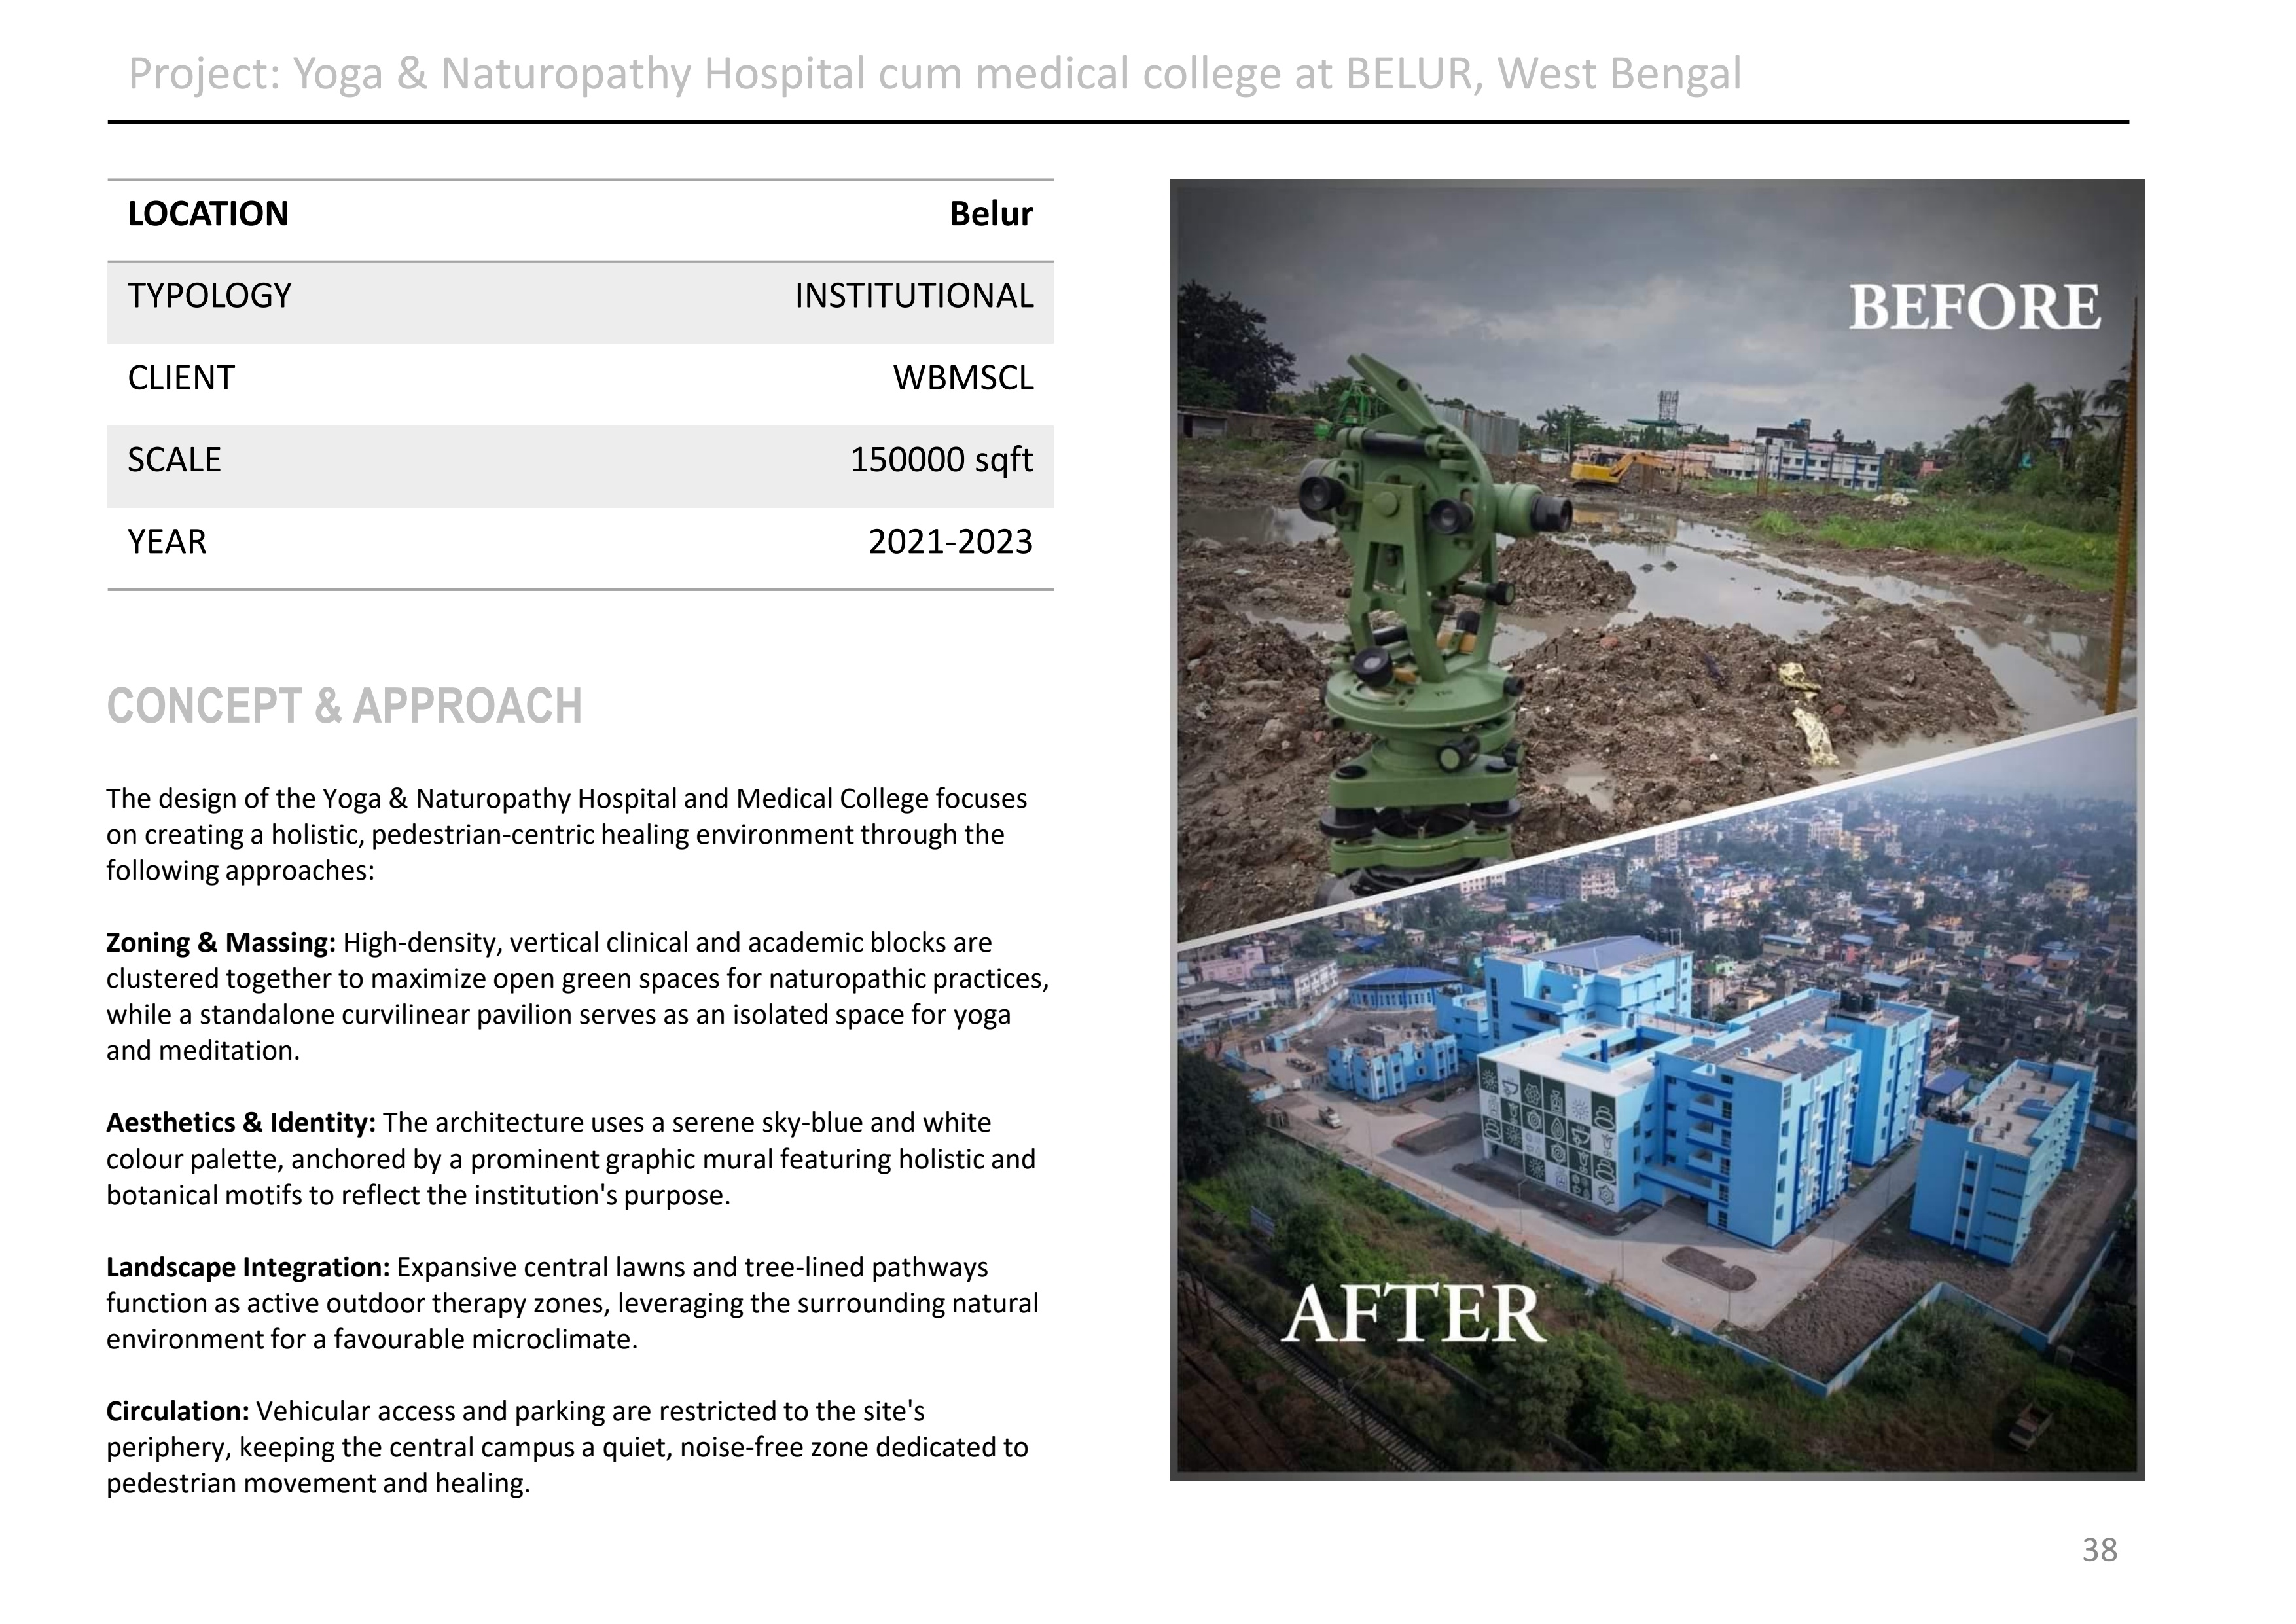 Project: Yoga & Naturopathy Hospital cum medical college at BELUR, West Bengal
LOCATION Belur
TYPOLOGY INSTITUTIONAL
CLIENT WBMSCL
SCALE 150000 sqft
YEAR 2021-2023
CONCEPT & APPROACH
The design of the Yoga & Naturopathy Hospital and Medical College focuses
on creating a holistic, pedestrian-centric healing environment through the
following approaches:
Zoning & Massing: High-density, vertical clinical and academic blocks are
clustered together to maximize open green spaces for naturopathic practices,
while a standalone curvilinear pavilion serves as an isolated space for yoga
and meditation.
Aesthetics & Identity: The architecture uses a serene sky-blue and white
colour palette, anchored by a prominent graphic mural featuring holistic and
botanical motifs to reflect the institution's purpose.
Landscape Integration: Expansive central lawns and tree-lined pathways
function as active outdoor therapy zones, leveraging the surrounding natural
environment for a favourable microclimate.
Circulation: Vehicular access and parking are restricted to the site's
periphery, keeping the central campus a quiet, noise-free zone dedicated to
pedestrian movement and healing.
BEFORE
AFTER
38